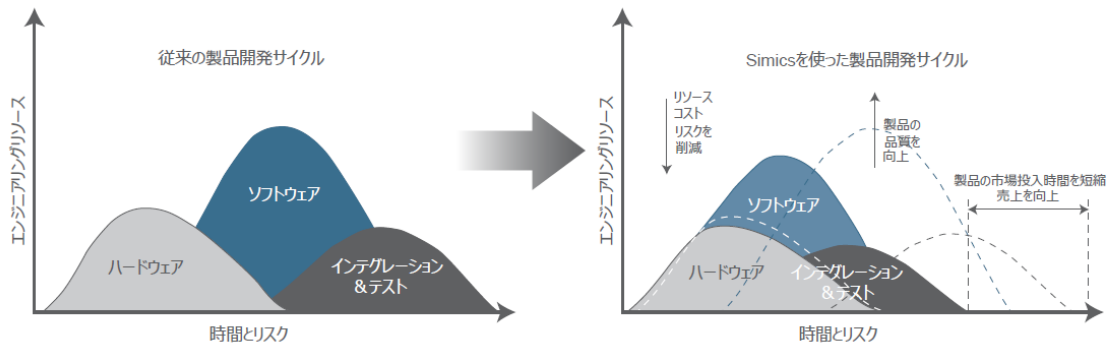 従来の製品開発サイクル
エンジニアリングリソース
ソフトウェア
ハードウェア
インテグレーション
&テスト
時間とリスク
Simicsを使った製品開発サイクル
エンジニアリングリソース
リソース
コスト
リスクを
削減
製品の
品質を
向上
製品の市場投入時間を短縮
売上を向上
ソフトウェア
ハードウェア
インテグレーション
&テスト
時間とリスク